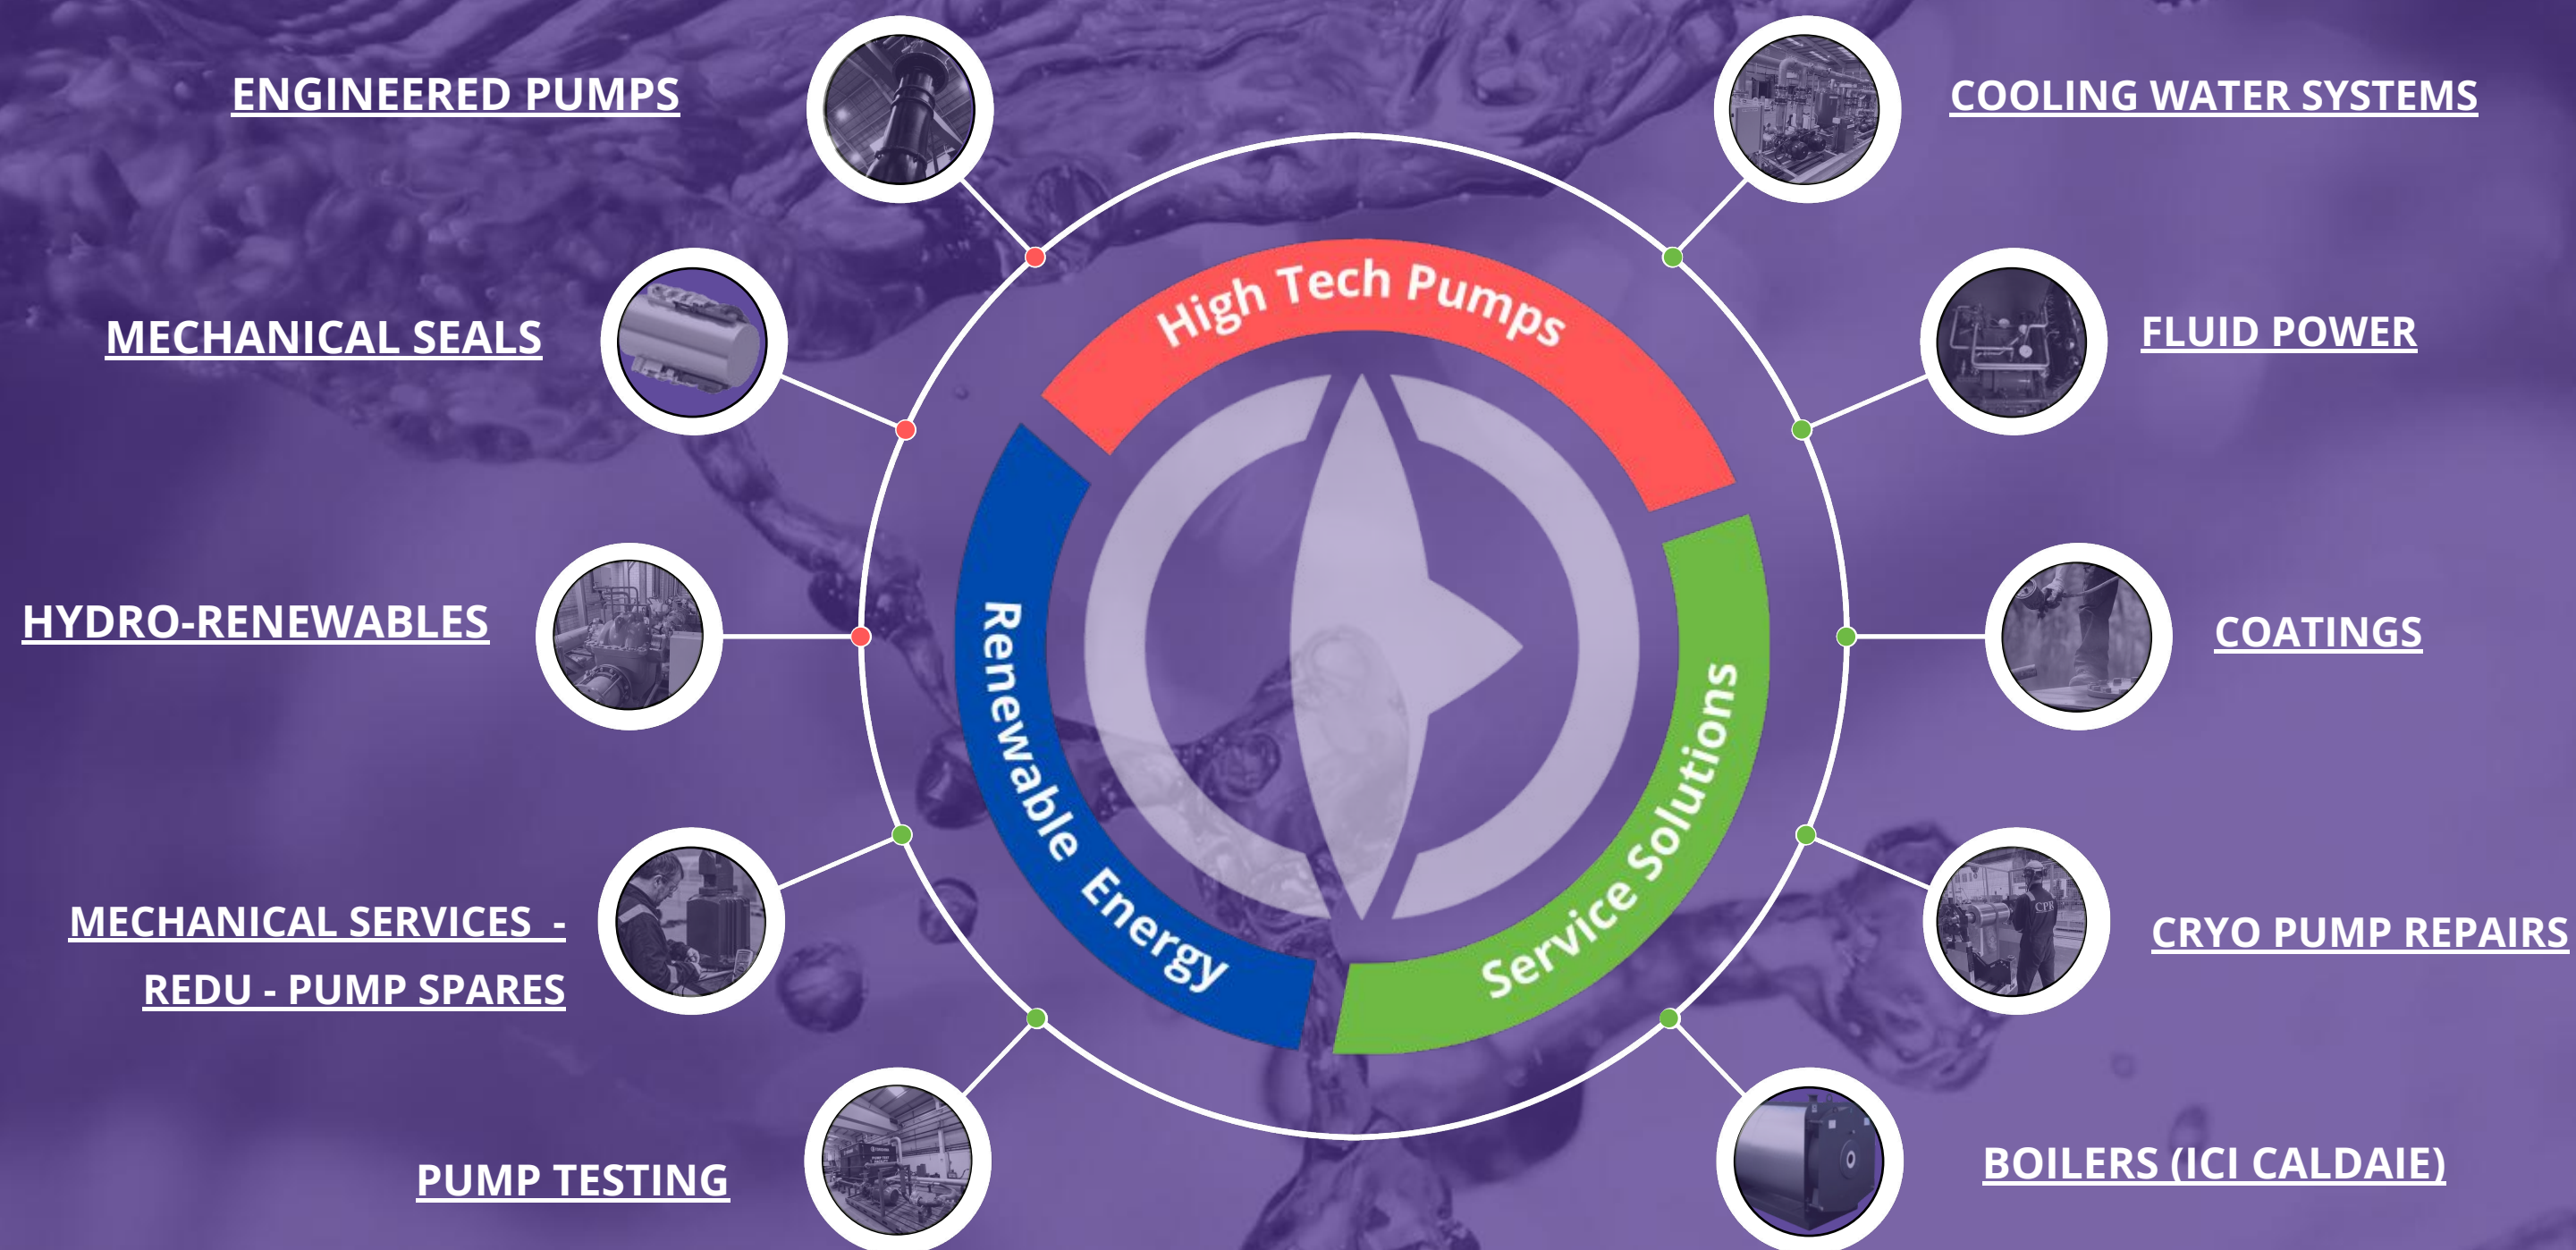 ENGINEERED PUMPS
COOLING WATER SYSTEMS
MECHANICAL SEALS
FLUID POWER
HYDRO-RENEWABLES
COATINGS
MECHANICAL SERVICES  -
REDU - PUMP SPARES
CRYO PUMP REPAIRS
PUMP TESTING
BOILERS (ICI CALDAIE)
High Tech Pumps
Renewable Energy
Service Solutions
CPR